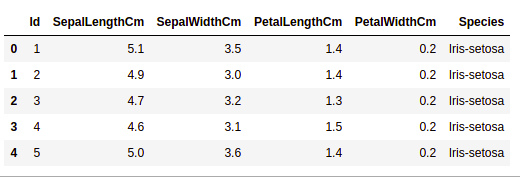 Id SepalLengthCm SepalWidthCm PetalLengthCm PetalWidthCm Species
0 1 5.1 3.5 1.4 0.2 Iris-setosa
1 2 4.9 3.0 1.4 0.2 Iris-setosa
2 3 4.7 3.2 1.3 0.2 Iris-setosa
3 4 4.6 3.1 1.5 0.2 Iris-setosa
4 5 5.0 3.6 1.4 0.2 Iris-setosa